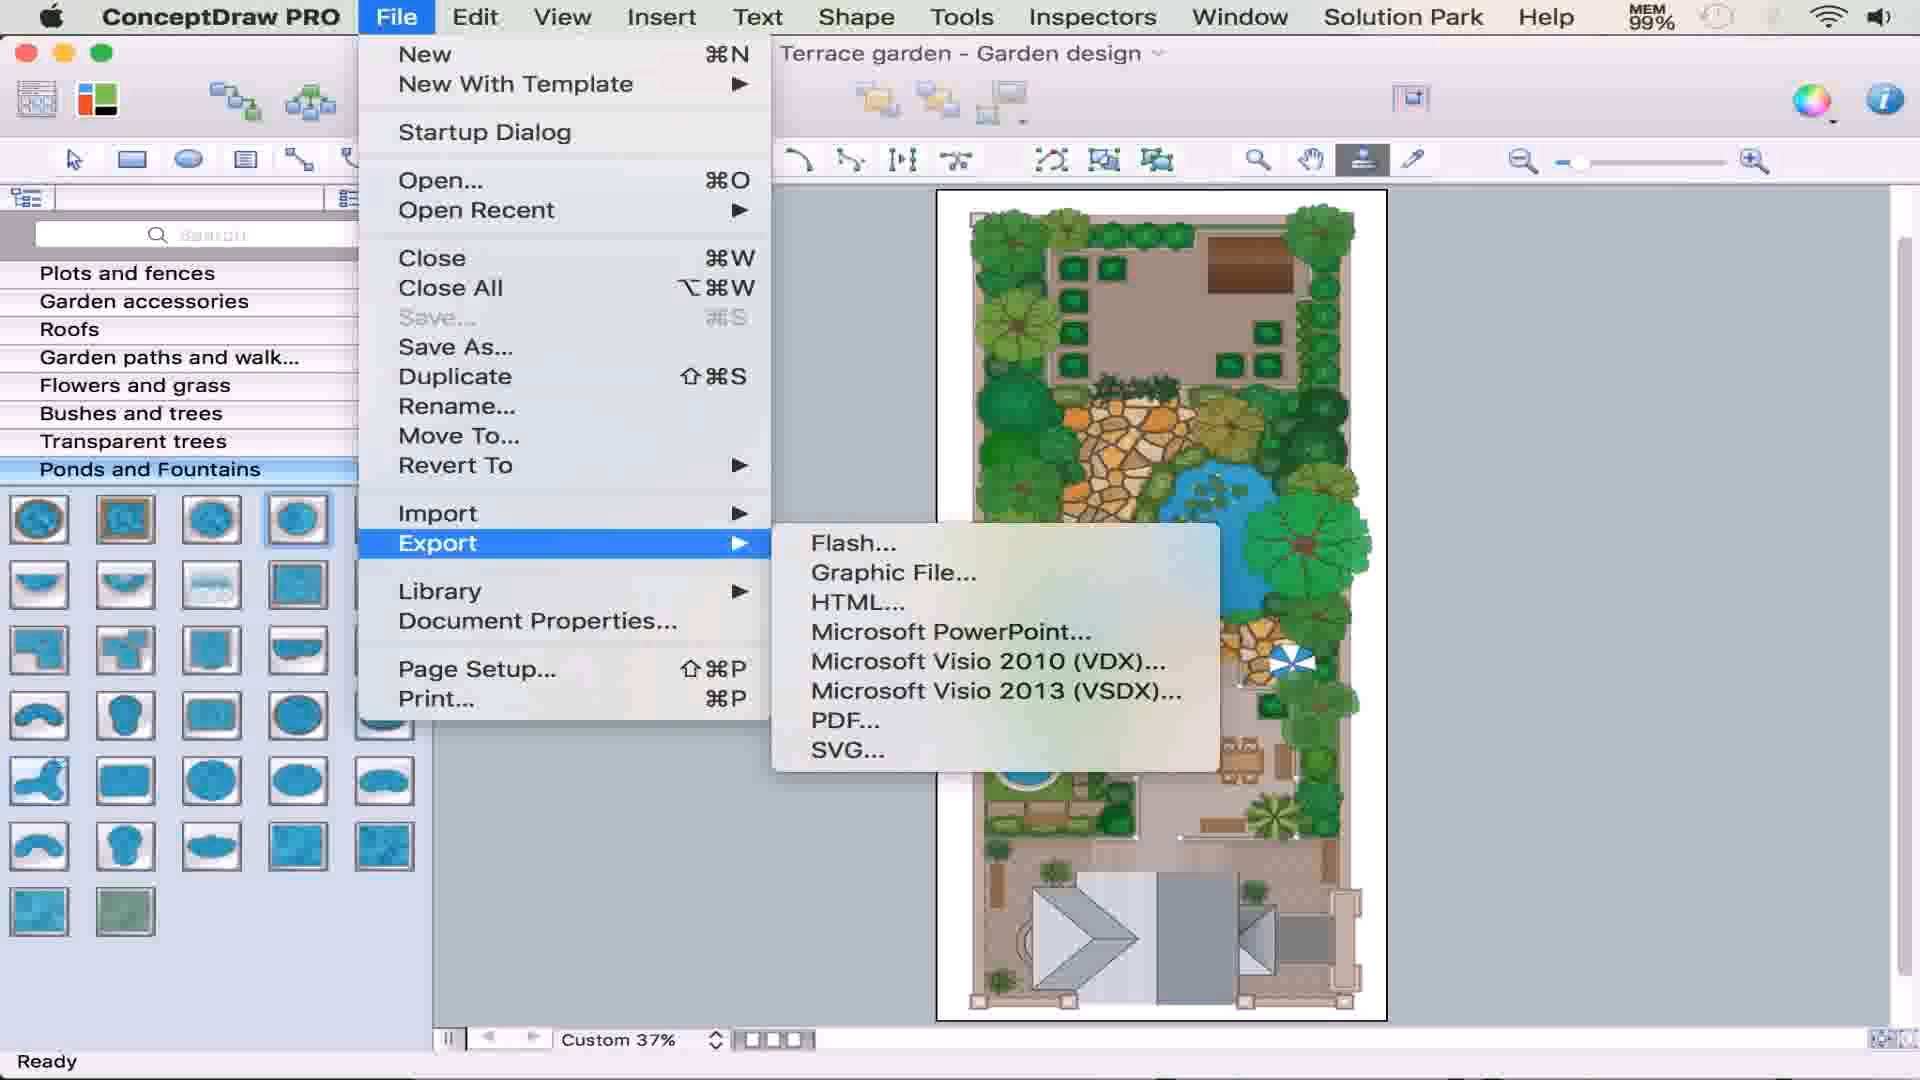 ConceptDraw PRO File Edit View Insert Text Shape Tools Inspectors Window Solution Park Help MEM 99%
Terrace garden - Garden design
New ⌘N
New With Template ▶
Startup Dialog
Open... ⌘O
Open Recent ▶
Close ⌘W
Close All ⌥⌘W
Save... ⌘S
Save As...
Duplicate ⇧⌘S
Rename...
Move To...
Revert To ▶
Import ▶
Export ▶
Library ▶
Document Properties...
Page Setup... ⇧⌘P
Print... ⌘P
Flash...
Graphic File...
HTML...
Microsoft PowerPoint...
Microsoft Visio 2010 (VDX)...
Microsoft Visio 2013 (VSDX)...
PDF...
SVG...
Search
Plots and fences
Garden accessories
Roofs
Garden paths and walk...
Flowers and grass
Bushes and trees
Transparent trees
Ponds and Fountains
Custom 37%
Ready